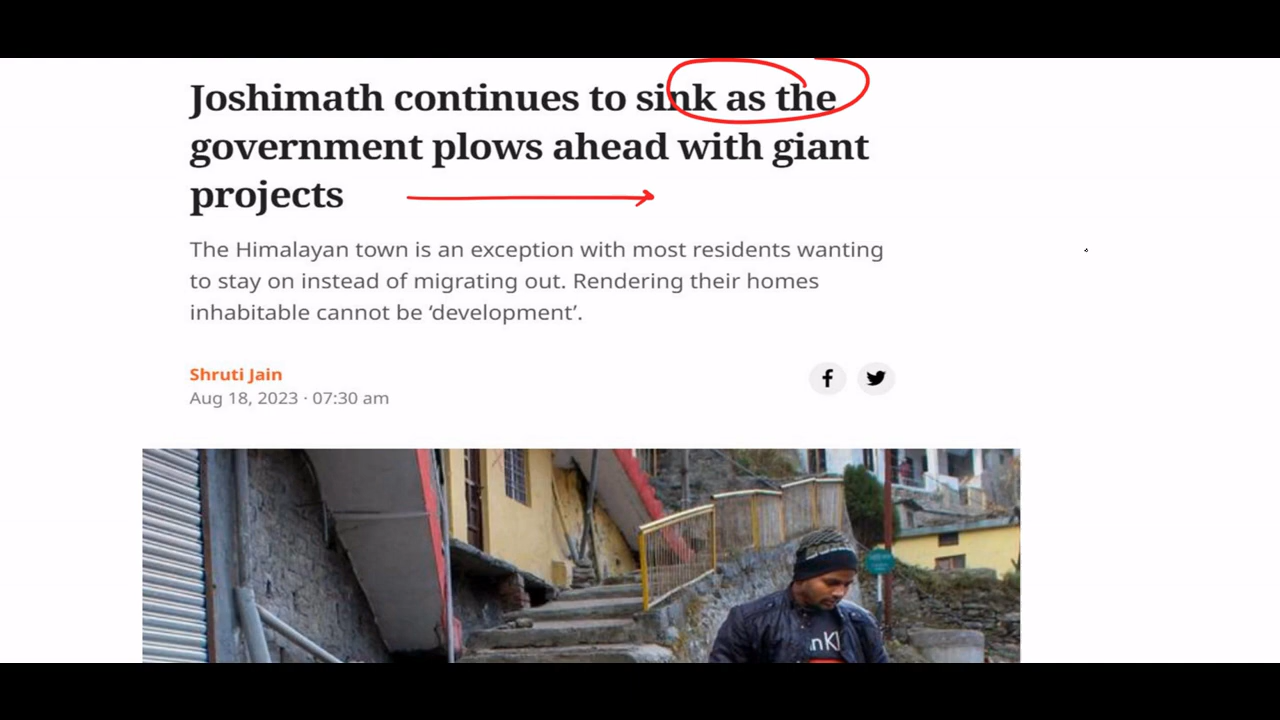 Joshimath continues to sink as the
government plows ahead with giant
projects
The Himalayan town is an exception with most residents wanting
to stay on instead of migrating out. Rendering their homes
inhabitable cannot be ‘development’.
Shruti Jain
Aug 18, 2023 · 07:30 am